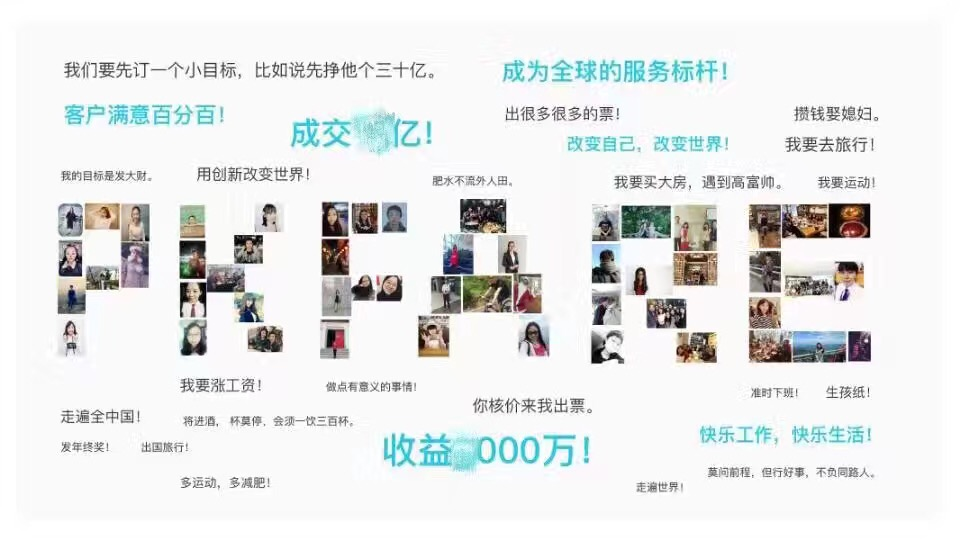 我们要先订一个小目标，比如说先挣他个三十亿。
成为全球的服务标杆！
客户满意百分百！
成交 亿！
出很多很多的票！
攒钱娶媳妇。
改变自己，改变世界！
我要去旅行！
我的目标是发大财。
用创新改变世界！
肥水不流外人田。
我要买大房，遇到高富帅。
我要运动！
PKFARE
我要涨工资！
做点有意义的事情！
准时下班！
生孩纸！
你核价来我出票。
走遍全中国！
将进酒，杯莫停，会须一饮三百杯。
发年终奖！
出国旅行！
收益 000万！
快乐工作，快乐生活！
莫问前程，但行好事，不负同路人。
多运动，多减肥！
走遍世界！